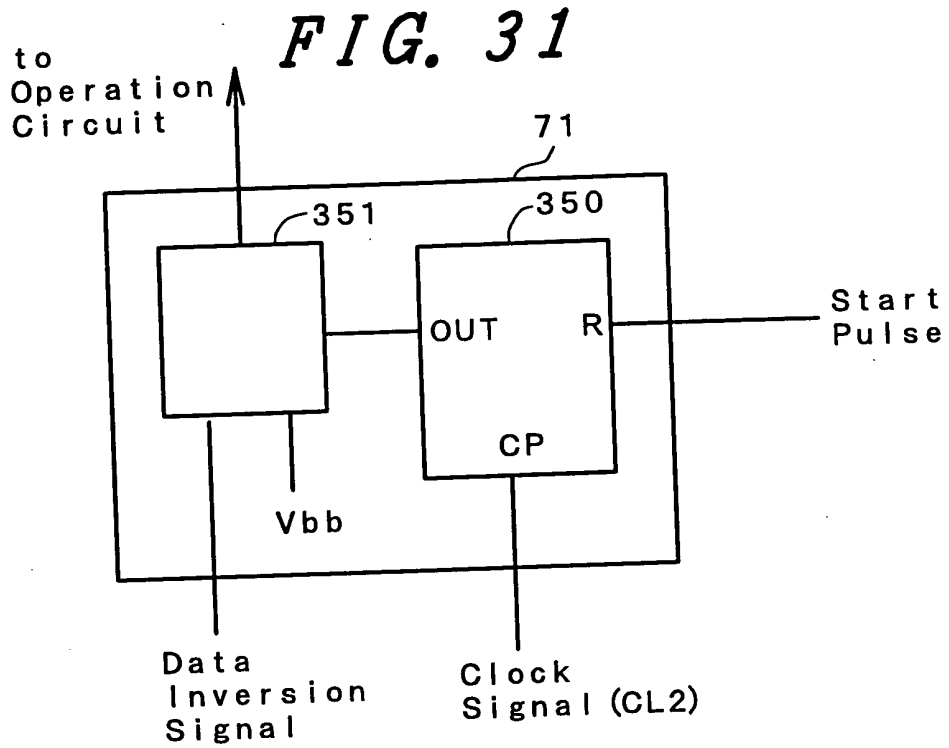 FIG. 31
to
Operation
Circuit
71
351
350
OUT
R
Start
Pulse
CP
Vbb
Data
Inversion
Signal
Clock
Signal (CL2)